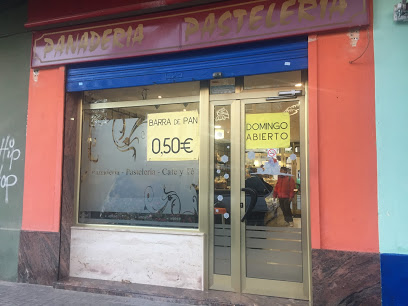 PANADERIA PASTELERIA
BARRA DE PAN
0,50€
DOMINGO
ABIERTO
Panadería - Pastelería - Café y Té